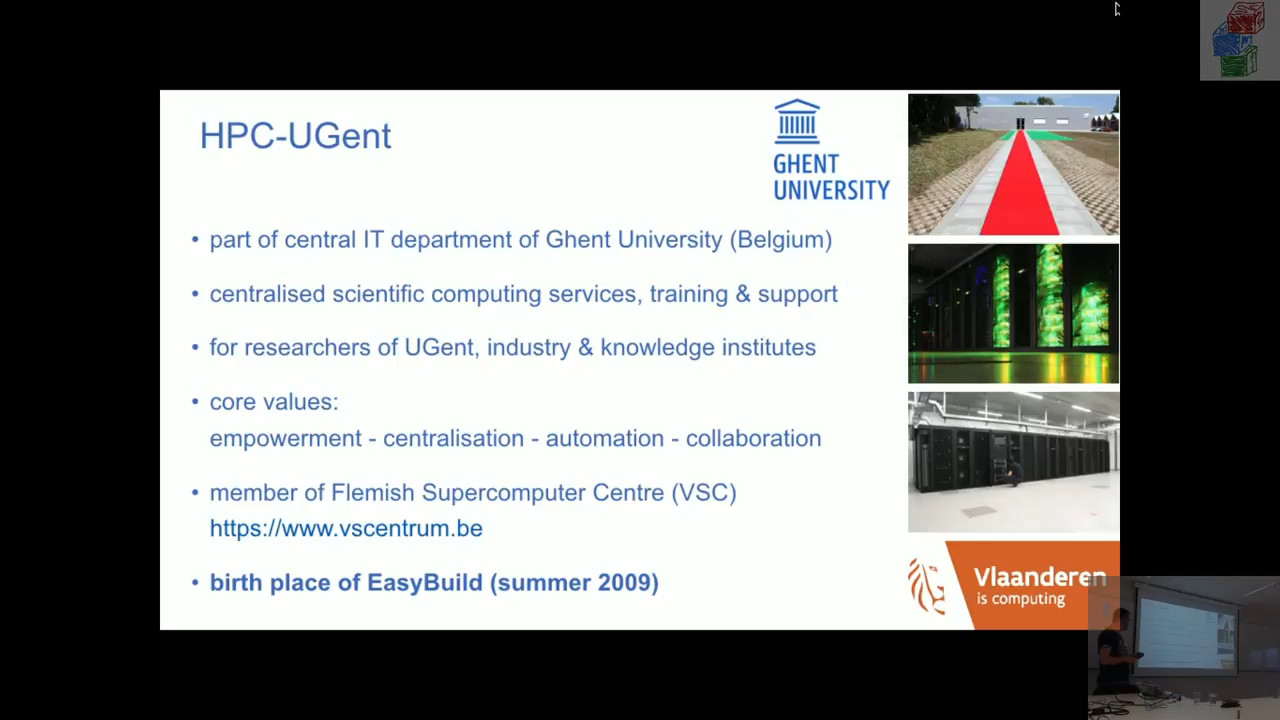 HPC-UGent
GHENT
UNIVERSITY
• part of central IT department of Ghent University (Belgium)
• centralised scientific computing services, training & support
• for researchers of UGent, industry & knowledge institutes
• core values:
empowerment - centralisation - automation - collaboration
• member of Flemish Supercomputer Centre (VSC)
https://www.vscentrum.be
• birth place of EasyBuild (summer 2009)
Vlaanderen
is computing